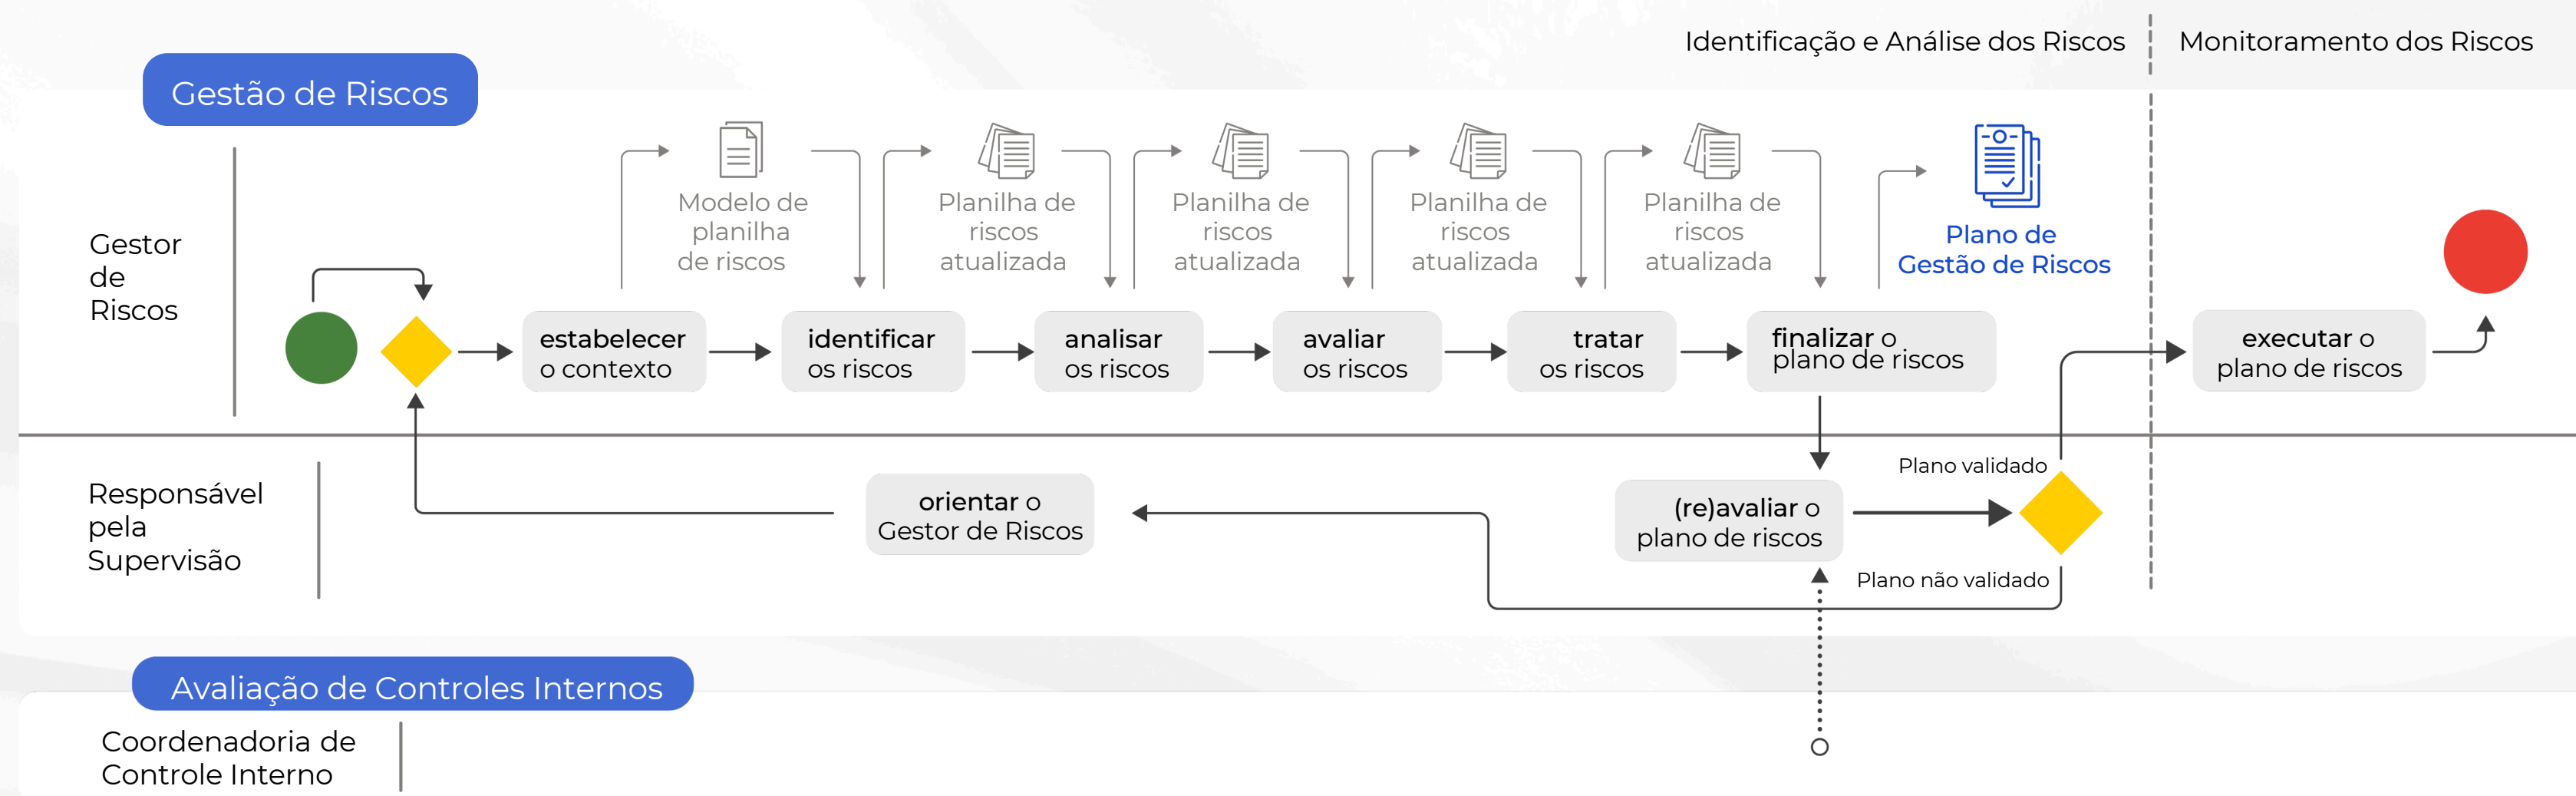 Identificação e Análise dos Riscos
Monitoramento dos Riscos
Gestão de Riscos
Gestor
de
Riscos
Modelo de
planilha
de riscos
Planilha de
riscos
atualizada
Planilha de
riscos
atualizada
Planilha de
riscos
atualizada
Planilha de
riscos
atualizada
Plano de
Gestão de Riscos
estabelecer
o contexto
identificar
os riscos
analisar
os riscos
avaliar
os riscos
tratar
os riscos
finalizar o
plano de riscos
executar o
plano de riscos
Responsável
pela
Supervisão
orientar o
Gestor de Riscos
(re)avaliar o
plano de riscos
Plano validado
Plano não validado
Avaliação de Controles Internos
Coordenadoria de
Controle Interno